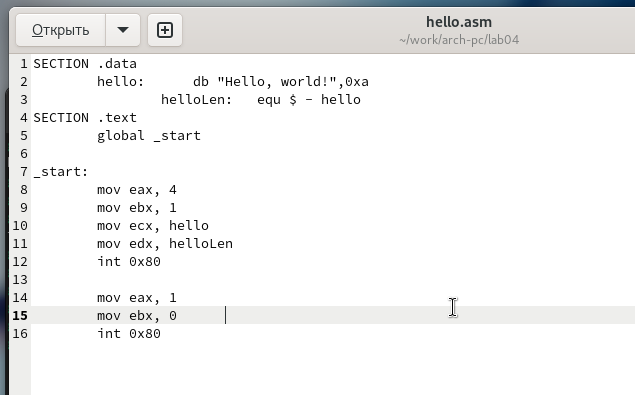 Открыть
hello.asm
~/work/arch-pc/lab04
1 SECTION .data
2         hello:      db "Hello, world!",0xa
3                 helloLen:   equ $ - hello
4 SECTION .text
5         global _start
6
7 _start:
8         mov eax, 4
9         mov ebx, 1
10         mov ecx, hello
11         mov edx, helloLen
12         int 0x80
13
14         mov eax, 1
15         mov ebx, 0
16         int 0x80